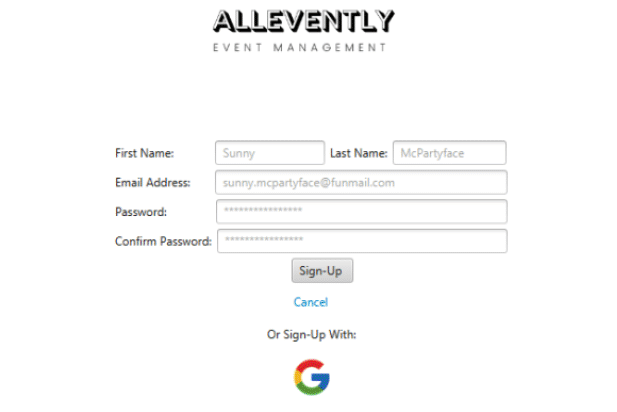 ALLEVENTLY
EVENT MANAGEMENT
First Name: Sunny Last Name: McPartyface
Email Address: sunny.mcpartyface@funmail.com
Password: ****************
Confirm Password: ****************
Sign-Up
Cancel
Or Sign-Up With:
G